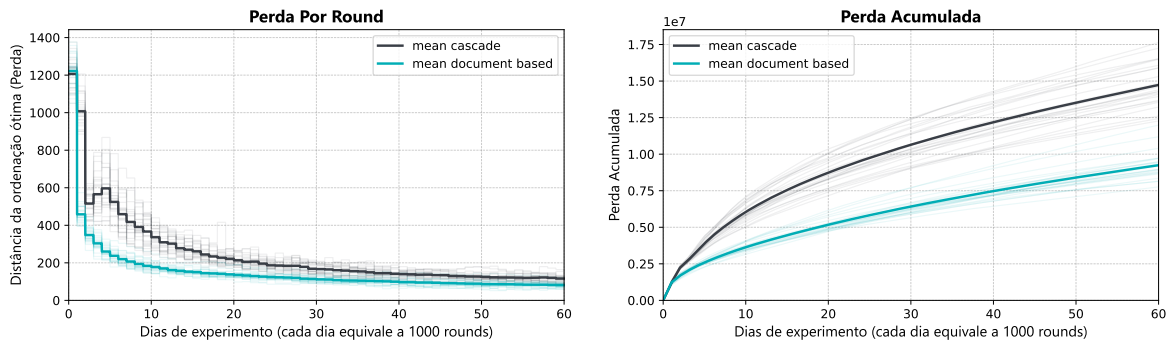 Perda Por Round
Distância da ordenação ótima (Perda)
1400
1200
1000
800
600
400
200
0
mean cascade
mean document based
0 10 20 30 40 50 60
Dias de experimento (cada dia equivale a 1000 rounds)
Perda Acumulada
1e7
Perda Acumulada
1.75
1.50
1.25
1.00
0.75
0.50
0.25
0.00
mean cascade
mean document based
0 10 20 30 40 50 60
Dias de experimento (cada dia equivale a 1000 rounds)